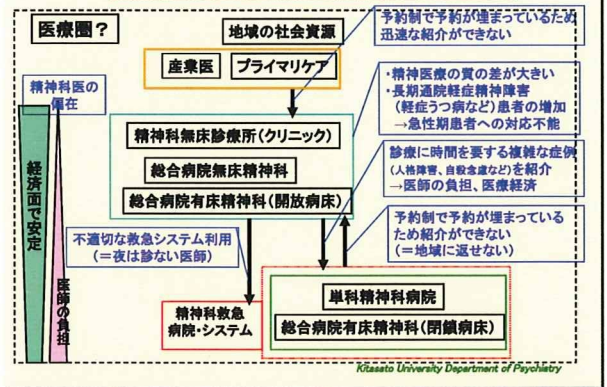 医療圏？
地域の社会資源
産業医
プライマリケア
予約制で予約が埋まっているため
迅速な紹介ができない
精神科医の
偏在
・精神医療の質の差が大きい
・長期通院軽症精神障害
（軽症うつ病など）患者の増加
→急性期患者への対応不能
精神科無床診療所（クリニック）
総合病院無床精神科
総合病院有床精神科（開放病床）
診療に時間を要する複雑な症例
（人格障害、自殺念慮など）を紹介
→医師の負担、医療経済
経済面で安定
医師の負担
不適切な救急システム利用
（＝夜は診ない医師）
予約制で予約が埋まっている
ため紹介ができない
（＝地域に返せない）
精神科救急
病院・システム
単科精神科病院
総合病院有床精神科（閉鎖病床）
Kitasato University Department of Psychiatry